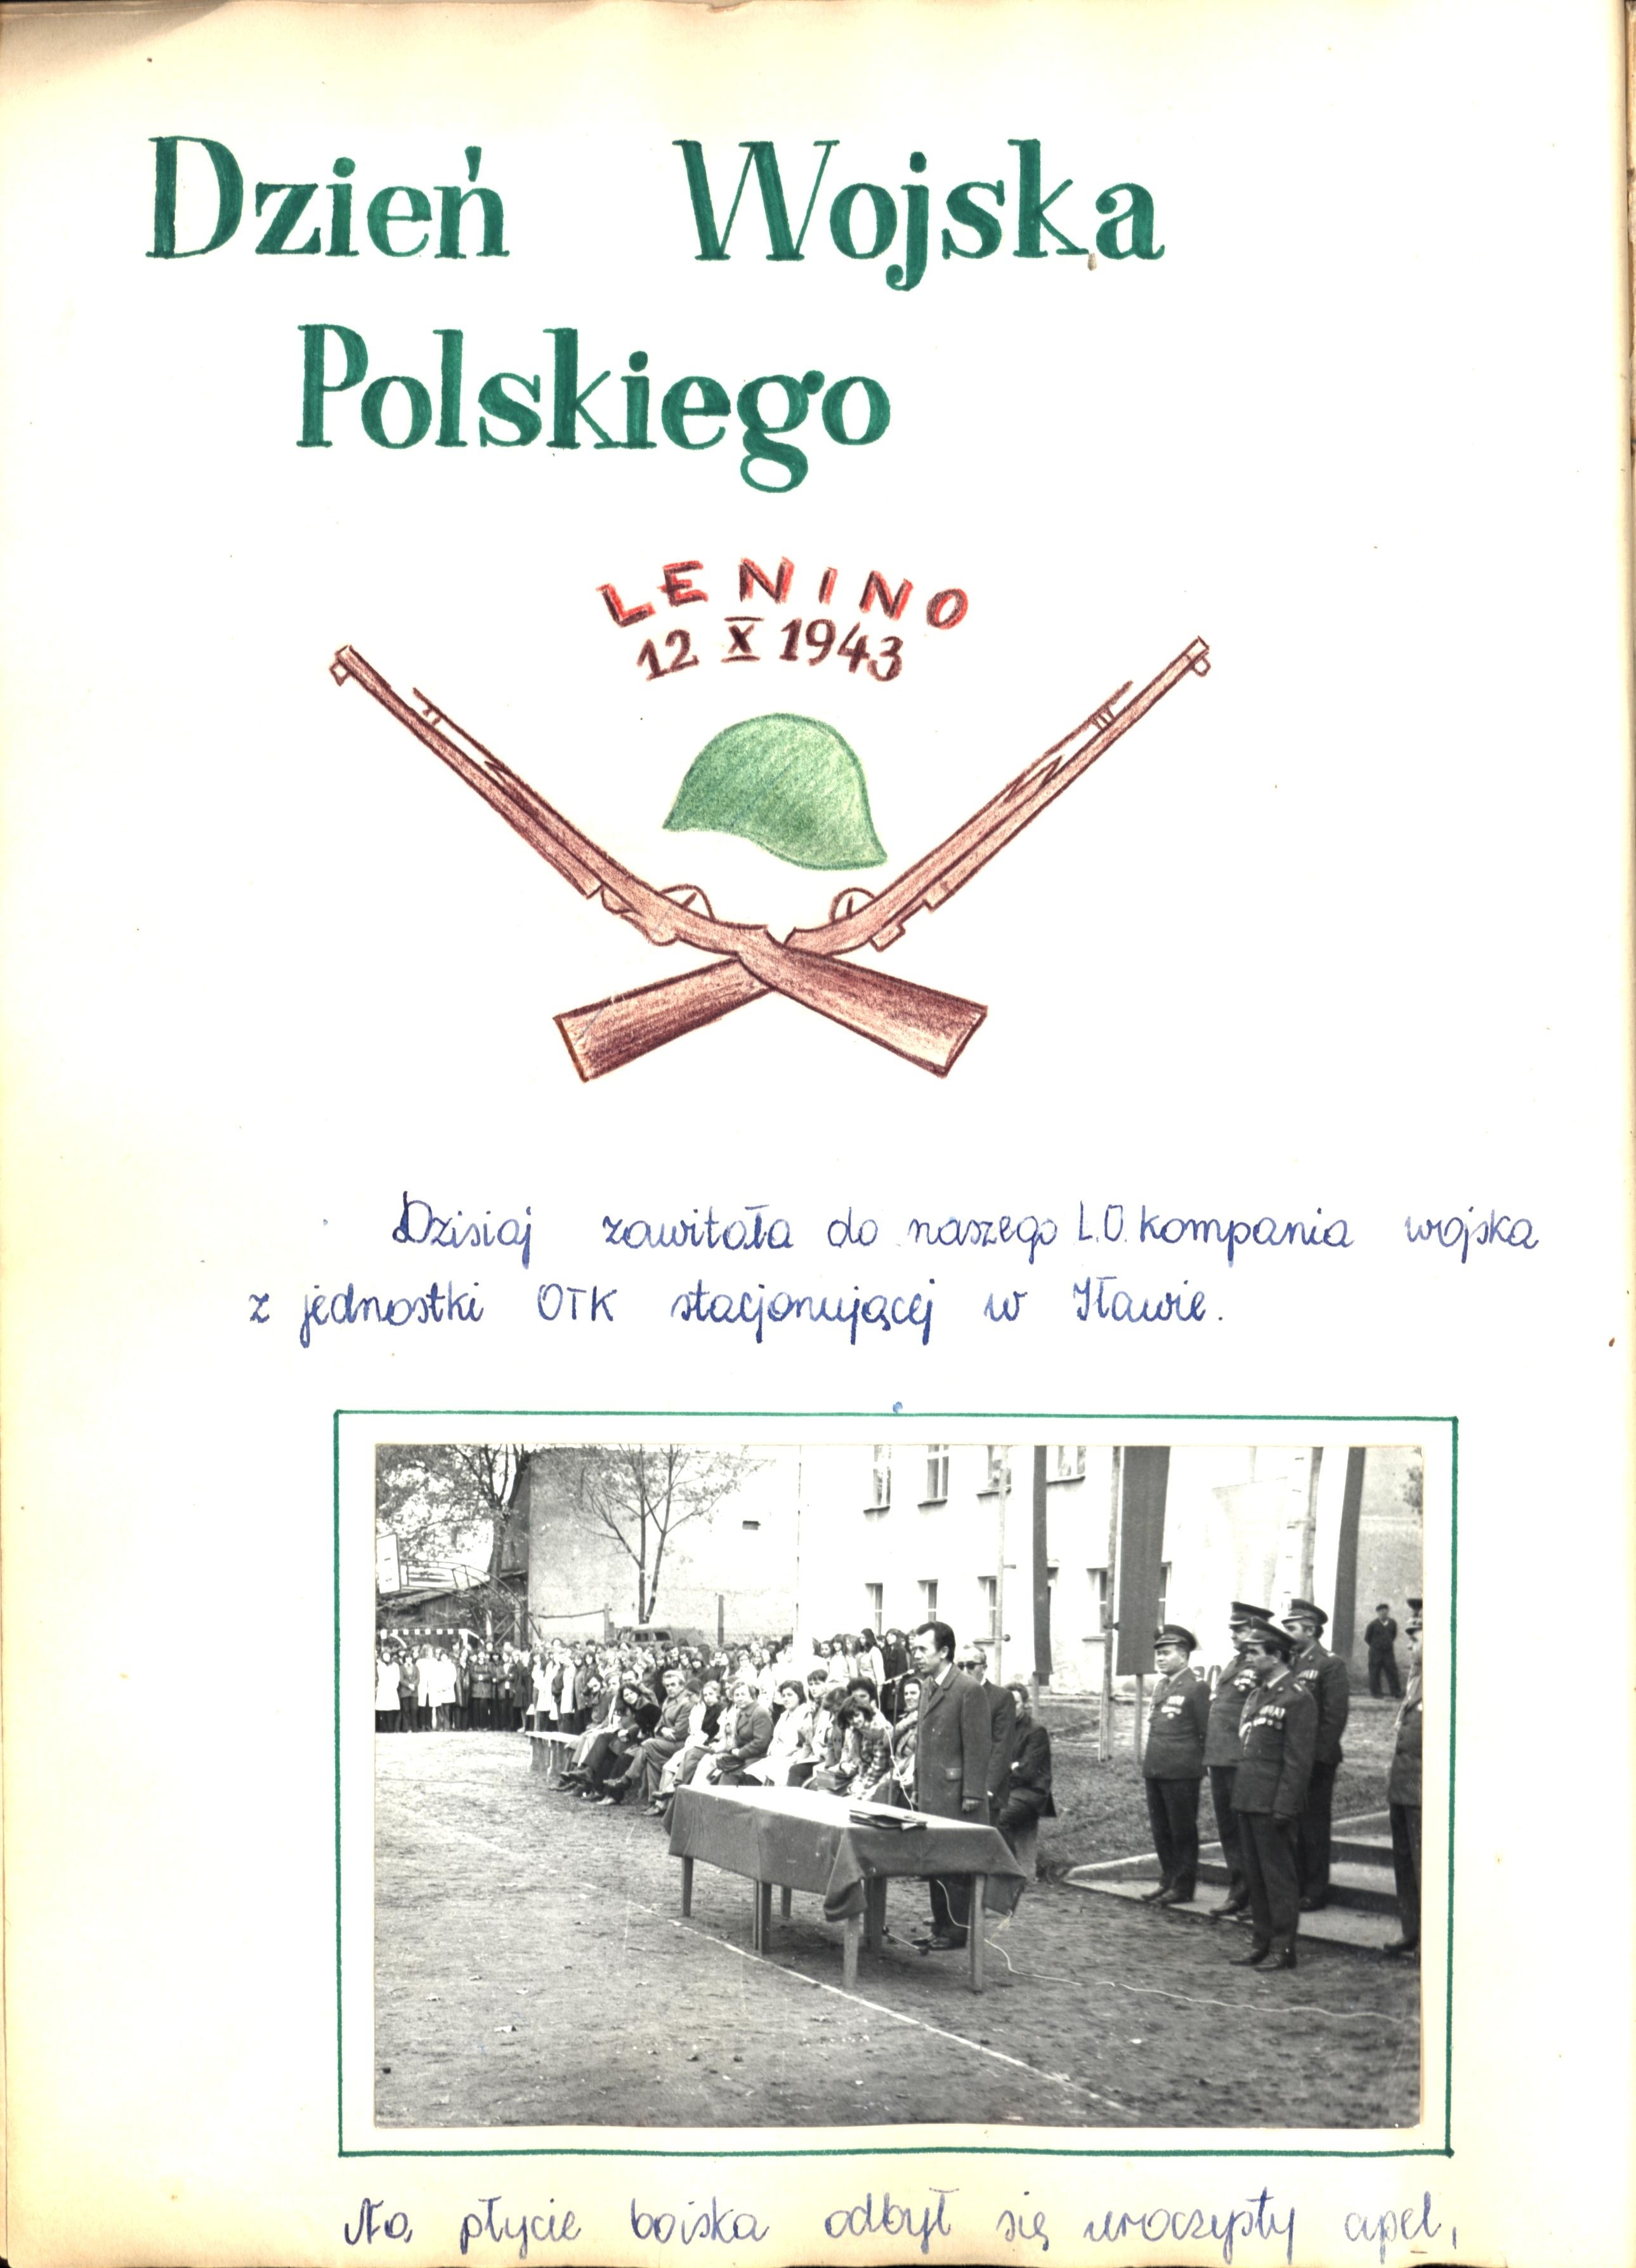 Dzień Wojska
Polskiego
LENINO
12 X 1943
Dzisiaj zawitała do naszego L.O. kompania wojska
z jednostki OTK stacjonującej w Iławie.
Na płycie boiska odbył się uroczysty apel,